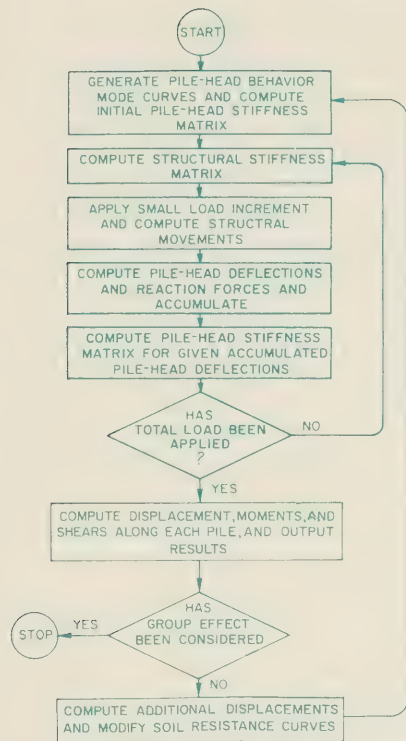 START
GENERATE PILE-HEAD BEHAVIOR
MODE CURVES AND COMPUTE
INITIAL PILE-HEAD STIFFNESS
MATRIX
COMPUTE STRUCTURAL STIFFNESS
MATRIX
APPLY SMALL LOAD INCREMENT
AND COMPUTE STRUCTRAL
MOVEMENTS
COMPUTE PILE-HEAD DEFLECTIONS
AND REACTION FORCES AND
ACCUMULATE
COMPUTE PILE-HEAD STIFFNESS
MATRIX FOR GIVEN ACCUMULATED
PILE-HEAD DEFLECTIONS
HAS
TOTAL LOAD BEEN
APPLIED
?
NO
YES
COMPUTE DISPLACEMENT, MOMENTS, AND
SHEARS ALONG EACH PILE, AND OUTPUT
RESULTS
HAS
GROUP EFFECT
BEEN CONSIDERED
YES
STOP
NO
COMPUTE ADDITIONAL DISPLACEMENTS
AND MODIFY SOIL RESISTANCE CURVES